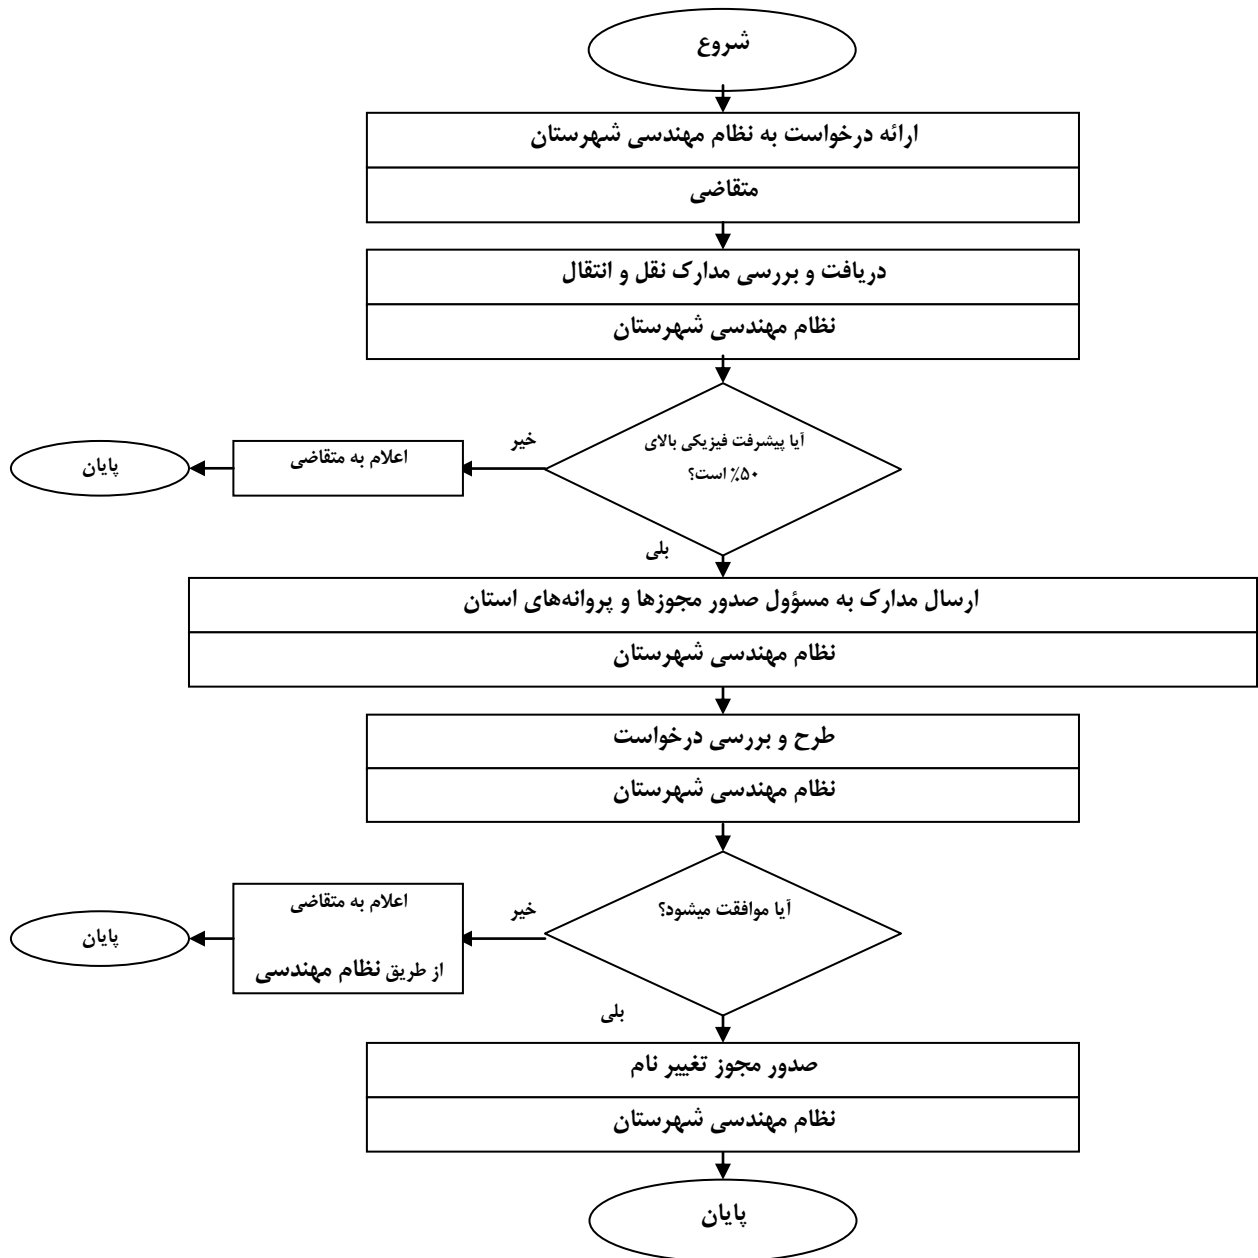 شروع
ارائه درخواست به نظام مهندسی شهرستان
متقاضی
دریافت و بررسی مدارک نقل و انتقال
نظام مهندسی شهرستان
آیا پیشرفت فیزیکی بالای
۵۰٪ است؟
خیر
اعلام به متقاضی
پایان
بلی
ارسال مدارک به مسؤول صدور مجوزها و پروانه‌های استان
نظام مهندسی شهرستان
طرح و بررسی درخواست
نظام مهندسی شهرستان
آیا موافقت میشود؟
خیر
اعلام به متقاضی
از طریق نظام مهندسی
پایان
بلی
صدور مجوز تغییر نام
نظام مهندسی شهرستان
پایان